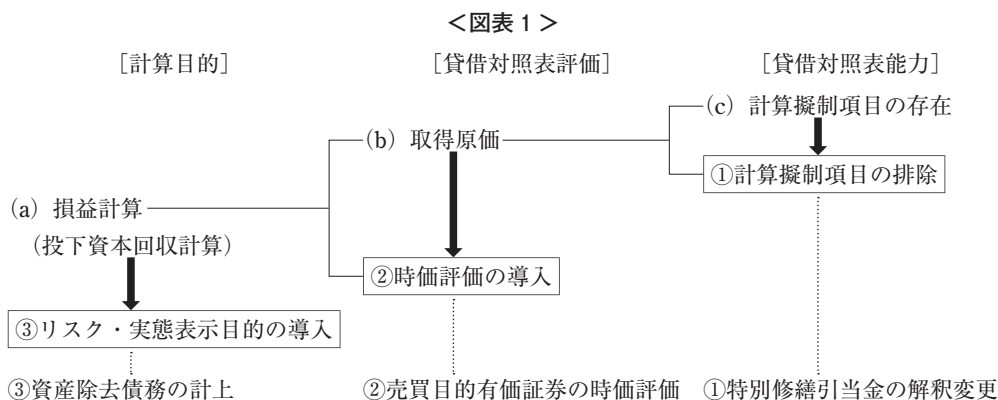 ＜図表１＞
［計算目的］
［貸借対照表評価］
［貸借対照表能力］
(c) 計算擬制項目の存在
(b) 取得原価
①計算擬制項目の排除
(a) 損益計算
（投下資本回収計算）
②時価評価の導入
③リスク・実態表示目的の導入
③資産除去債務の計上
②売買目的有価証券の時価評価
①特別修繕引当金の解釈変更